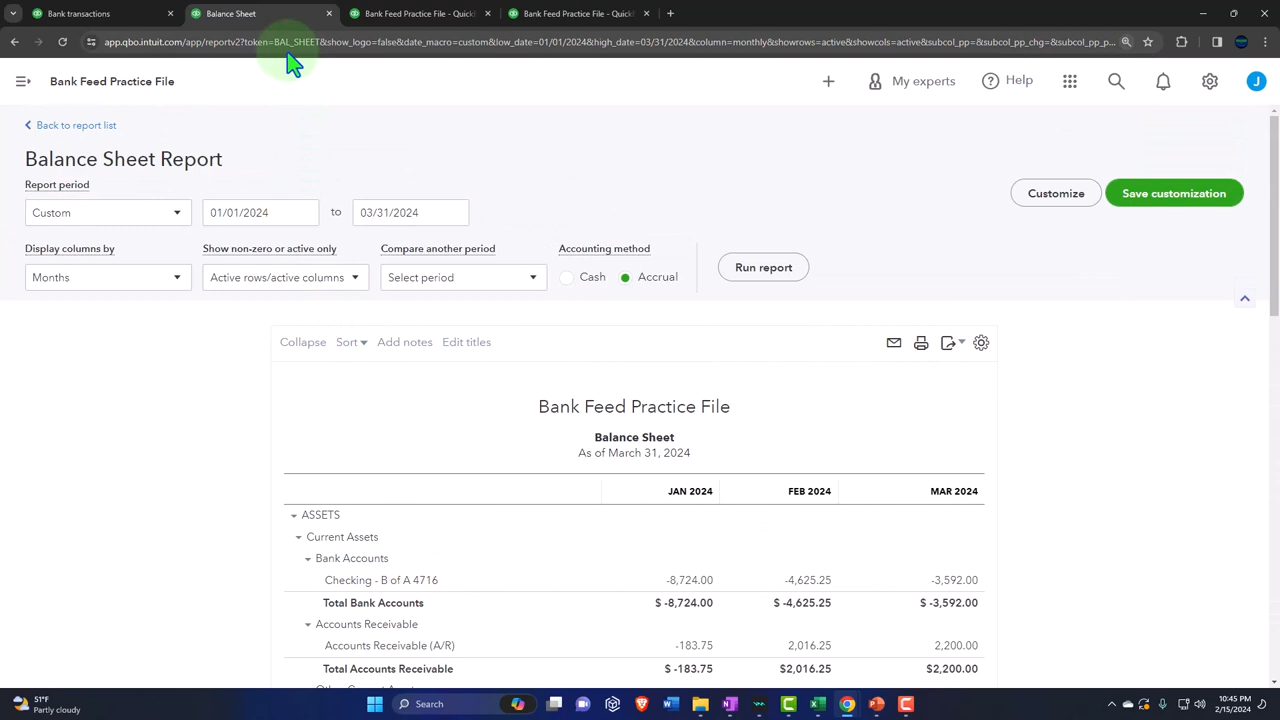 Bank transactions
Balance Sheet
Bank Feed Practice File - Quick
Bank Feed Practice File - Quick
app.qbo.intuit.com/app/reportv2?token=BAL_SHEET&show_logo=false&date_macro=custom&low_date=01/01/2024&high_date=03/31/2024&column=monthly&showrows=active&showcols=active&subcol_pp=&subcol_pp_chg=&subcol_pp_p...
Bank Feed Practice File
My experts
Help
J
Back to report list
Balance Sheet Report
Report period
Custom
01/01/2024
to
03/31/2024
Customize
Save customization
Display columns by
Show non-zero or active only
Compare another period
Accounting method
Months
Active rows/active columns
Select period
Cash
Accrual
Run report
Collapse
Sort
Add notes
Edit titles
Bank Feed Practice File
Balance Sheet
As of March 31, 2024
JAN 2024 FEB 2024 MAR 2024
ASSETS
Current Assets
Bank Accounts
Checking - B of A 4716 -8,724.00 -4,625.25 -3,592.00
Total Bank Accounts $ -8,724.00 $ -4,625.25 $ -3,592.00
Accounts Receivable
Accounts Receivable (A/R) -183.75 2,016.25 2,200.00
Total Accounts Receivable $ -183.75 $2,016.25 $2,200.00
51°F
Partly cloudy
Search
10:45 PM
2/15/2024